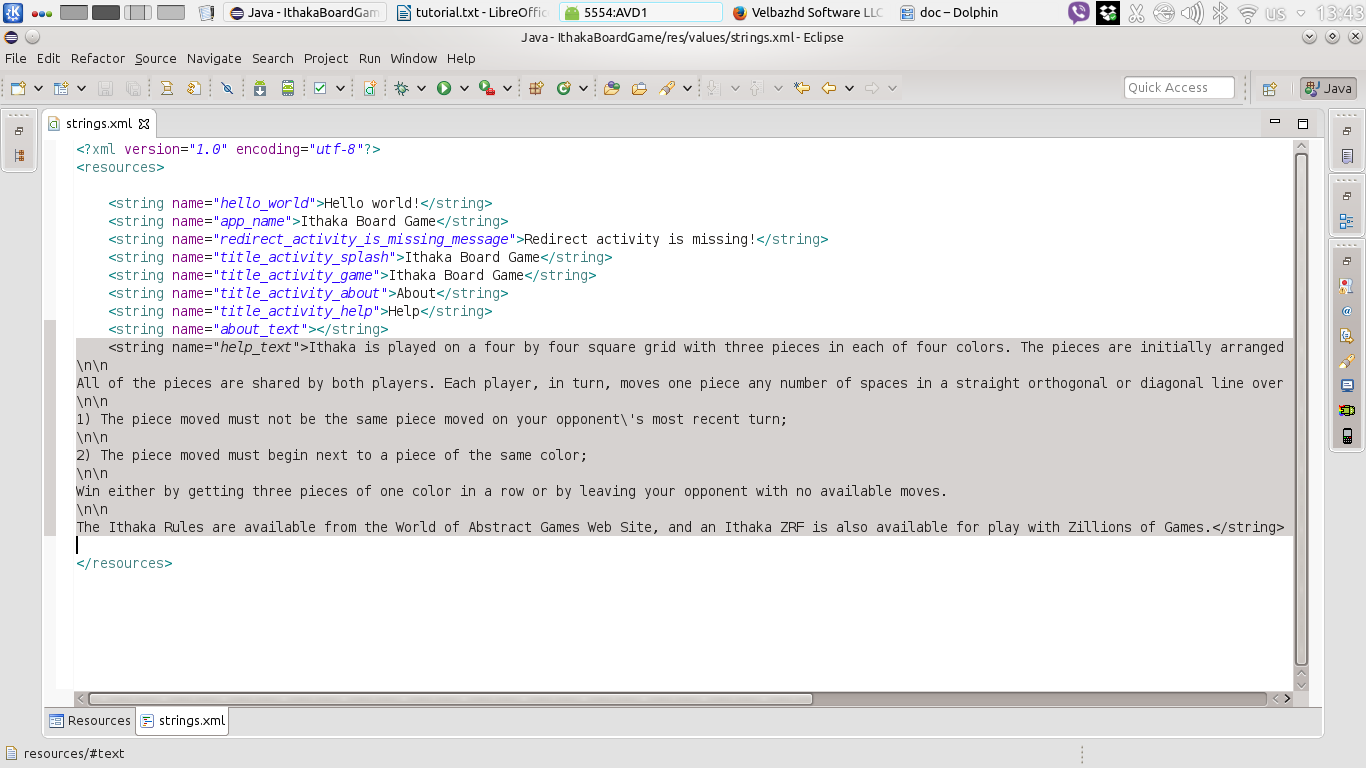 Java - IthakaBoardGam
tutorial.txt - LibreOffic
5554:AVD1
Velbazhd Software LLC
doc – Dolphin
us
13:43
Java - IthakaBoardGame/res/values/strings.xml - Eclipse
File Edit Refactor Source Navigate Search Project Run Window Help
Quick Access
Java
strings.xml
<?xml version="1.0" encoding="utf-8"?>
<resources>
<string name="hello_world">Hello world!</string>
<string name="app_name">Ithaka Board Game</string>
<string name="redirect_activity_is_missing_message">Redirect activity is missing!</string>
<string name="title_activity_splash">Ithaka Board Game</string>
<string name="title_activity_game">Ithaka Board Game</string>
<string name="title_activity_about">About</string>
<string name="title_activity_help">Help</string>
<string name="about_text"></string>
<string name="help_text">Ithaka is played on a four by four square grid with three pieces in each of four colors. The pieces are initially arranged
\n\n
All of the pieces are shared by both players. Each player, in turn, moves one piece any number of spaces in a straight orthogonal or diagonal line over
\n\n
1) The piece moved must not be the same piece moved on your opponent\'s most recent turn;
\n\n
2) The piece moved must begin next to a piece of the same color;
\n\n
Win either by getting three pieces of one color in a row or by leaving your opponent with no available moves.
\n\n
The Ithaka Rules are available from the World of Abstract Games Web Site, and an Ithaka ZRF is also available for play with Zillions of Games.</string>
</resources>
Resources
strings.xml
resources/#text